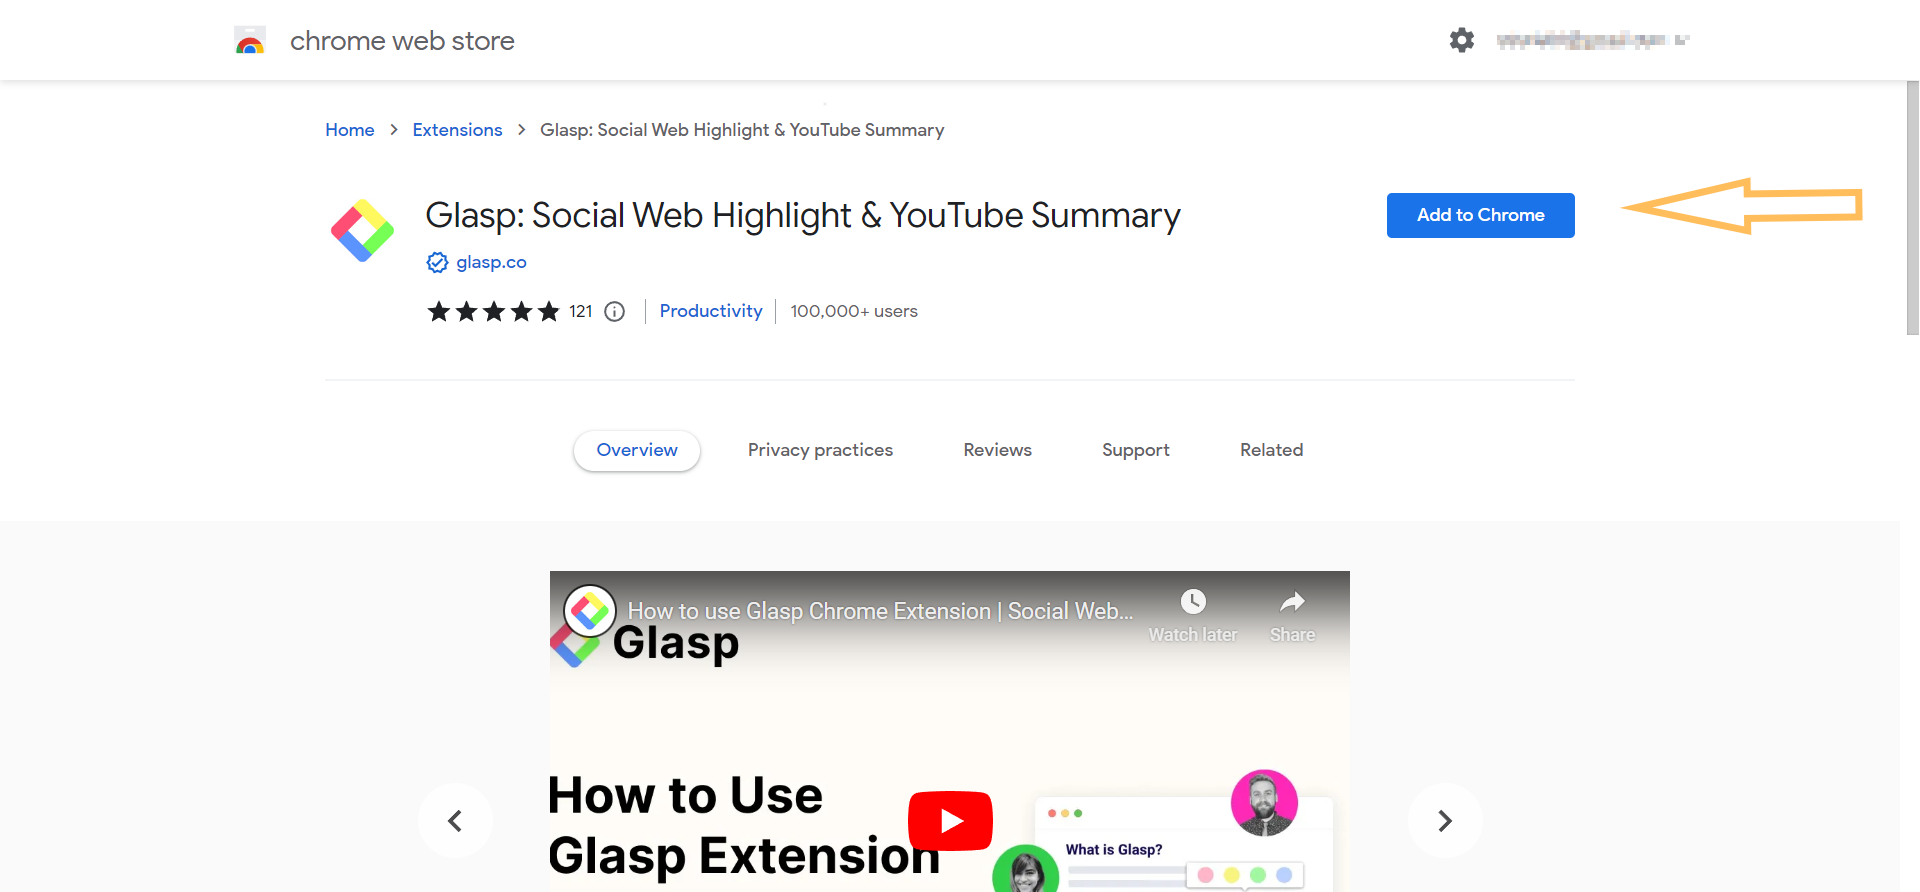 chrome web store
Home > Extensions > Glasp: Social Web Highlight & YouTube Summary
Glasp: Social Web Highlight & YouTube Summary
Add to Chrome
glasp.co
121
Productivity
100,000+ users
Overview
Privacy practices
Reviews
Support
Related
How to use Glasp Chrome Extension | Social Web...
Watch later
Share
Glasp
How to Use
Glasp Extension
What is Glasp?